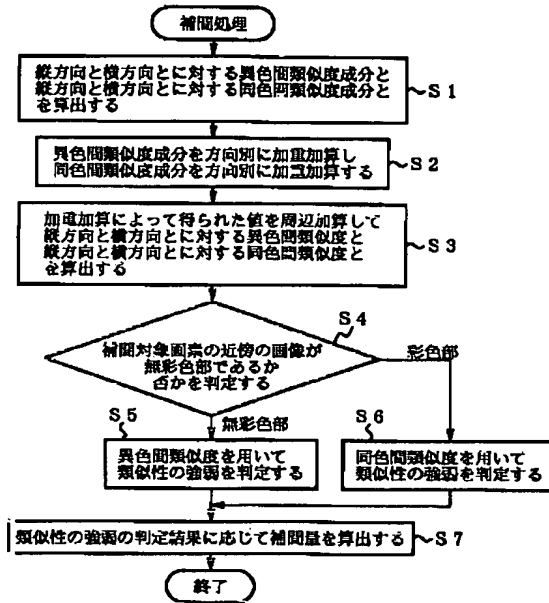 補間処理
縦方向と横方向とに対する異色間類似度成分と
縦方向と横方向とに対する同色間類似度成分と
を算出する
S1
異色間類似度成分を方向別に加重加算し
同色間類似度成分を方向別に加重加算する
S2
加重加算によって得られた値を周辺加算して
縦方向と横方向とに対する異色間類似度と
縦方向と横方向とに対する同色間類似度と
を算出する
S3
S4
補間対象画素の近傍の画像が
無彩色部であるか
否かを判定する
彩色部
無彩色部
S5
異色間類似度を用いて
類似性の強弱を判定する
S6
同色間類似度を用いて
類似性の強弱を判定する
類似性の強弱の判定結果に応じて補間量を算出する
S7
終了